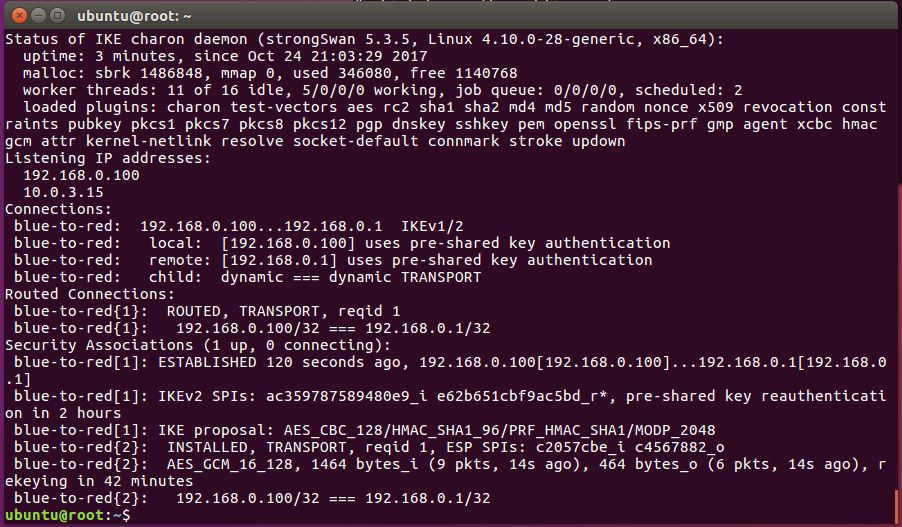 ubuntu@root: ~
Status of IKE charon daemon (strongSwan 5.3.5, Linux 4.10.0-28-generic, x86_64):
  uptime: 3 minutes, since Oct 24 21:03:29 2017
  malloc: sbrk 1486848, mmap 0, used 346080, free 1140768
  worker threads: 11 of 16 idle, 5/0/0/0 working, job queue: 0/0/0/0, scheduled: 2
  loaded plugins: charon test-vectors aes rc2 sha1 sha2 md4 md5 random nonce x509 revocation const
raints pubkey pkcs1 pkcs7 pkcs8 pkcs12 pgp dnskey sshkey pem openssl fips-prf gmp agent xcbc hmac 
gcm attr kernel-netlink resolve socket-default connmark stroke updown
Listening IP addresses:
  192.168.0.100
  10.0.3.15
Connections:
 blue-to-red:  192.168.0.100...192.168.0.1  IKEv1/2
 blue-to-red:   local:  [192.168.0.100] uses pre-shared key authentication
 blue-to-red:   remote: [192.168.0.1] uses pre-shared key authentication
 blue-to-red:   child:  dynamic === dynamic TRANSPORT
Routed Connections:
 blue-to-red{1}:  ROUTED, TRANSPORT, reqid 1
 blue-to-red{1}:   192.168.0.100/32 === 192.168.0.1/32
Security Associations (1 up, 0 connecting):
 blue-to-red[1]: ESTABLISHED 120 seconds ago, 192.168.0.100[192.168.0.100]...192.168.0.1[192.168.0
.1]
 blue-to-red[1]: IKEv2 SPIs: ac359787589480e9_i e62b651cbf9ac5bd_r*, pre-shared key reauthenticati
on in 2 hours
 blue-to-red[1]: IKE proposal: AES_CBC_128/HMAC_SHA1_96/PRF_HMAC_SHA1/MODP_2048
 blue-to-red{2}:  INSTALLED, TRANSPORT, reqid 1, ESP SPIs: c2057cbe_i c4567882_o
 blue-to-red{2}:  AES_GCM_16_128, 1464 bytes_i (9 pkts, 14s ago), 464 bytes_o (6 pkts, 14s ago), r
ekeying in 42 minutes
 blue-to-red{2}:   192.168.0.100/32 === 192.168.0.1/32
ubuntu@root:~$